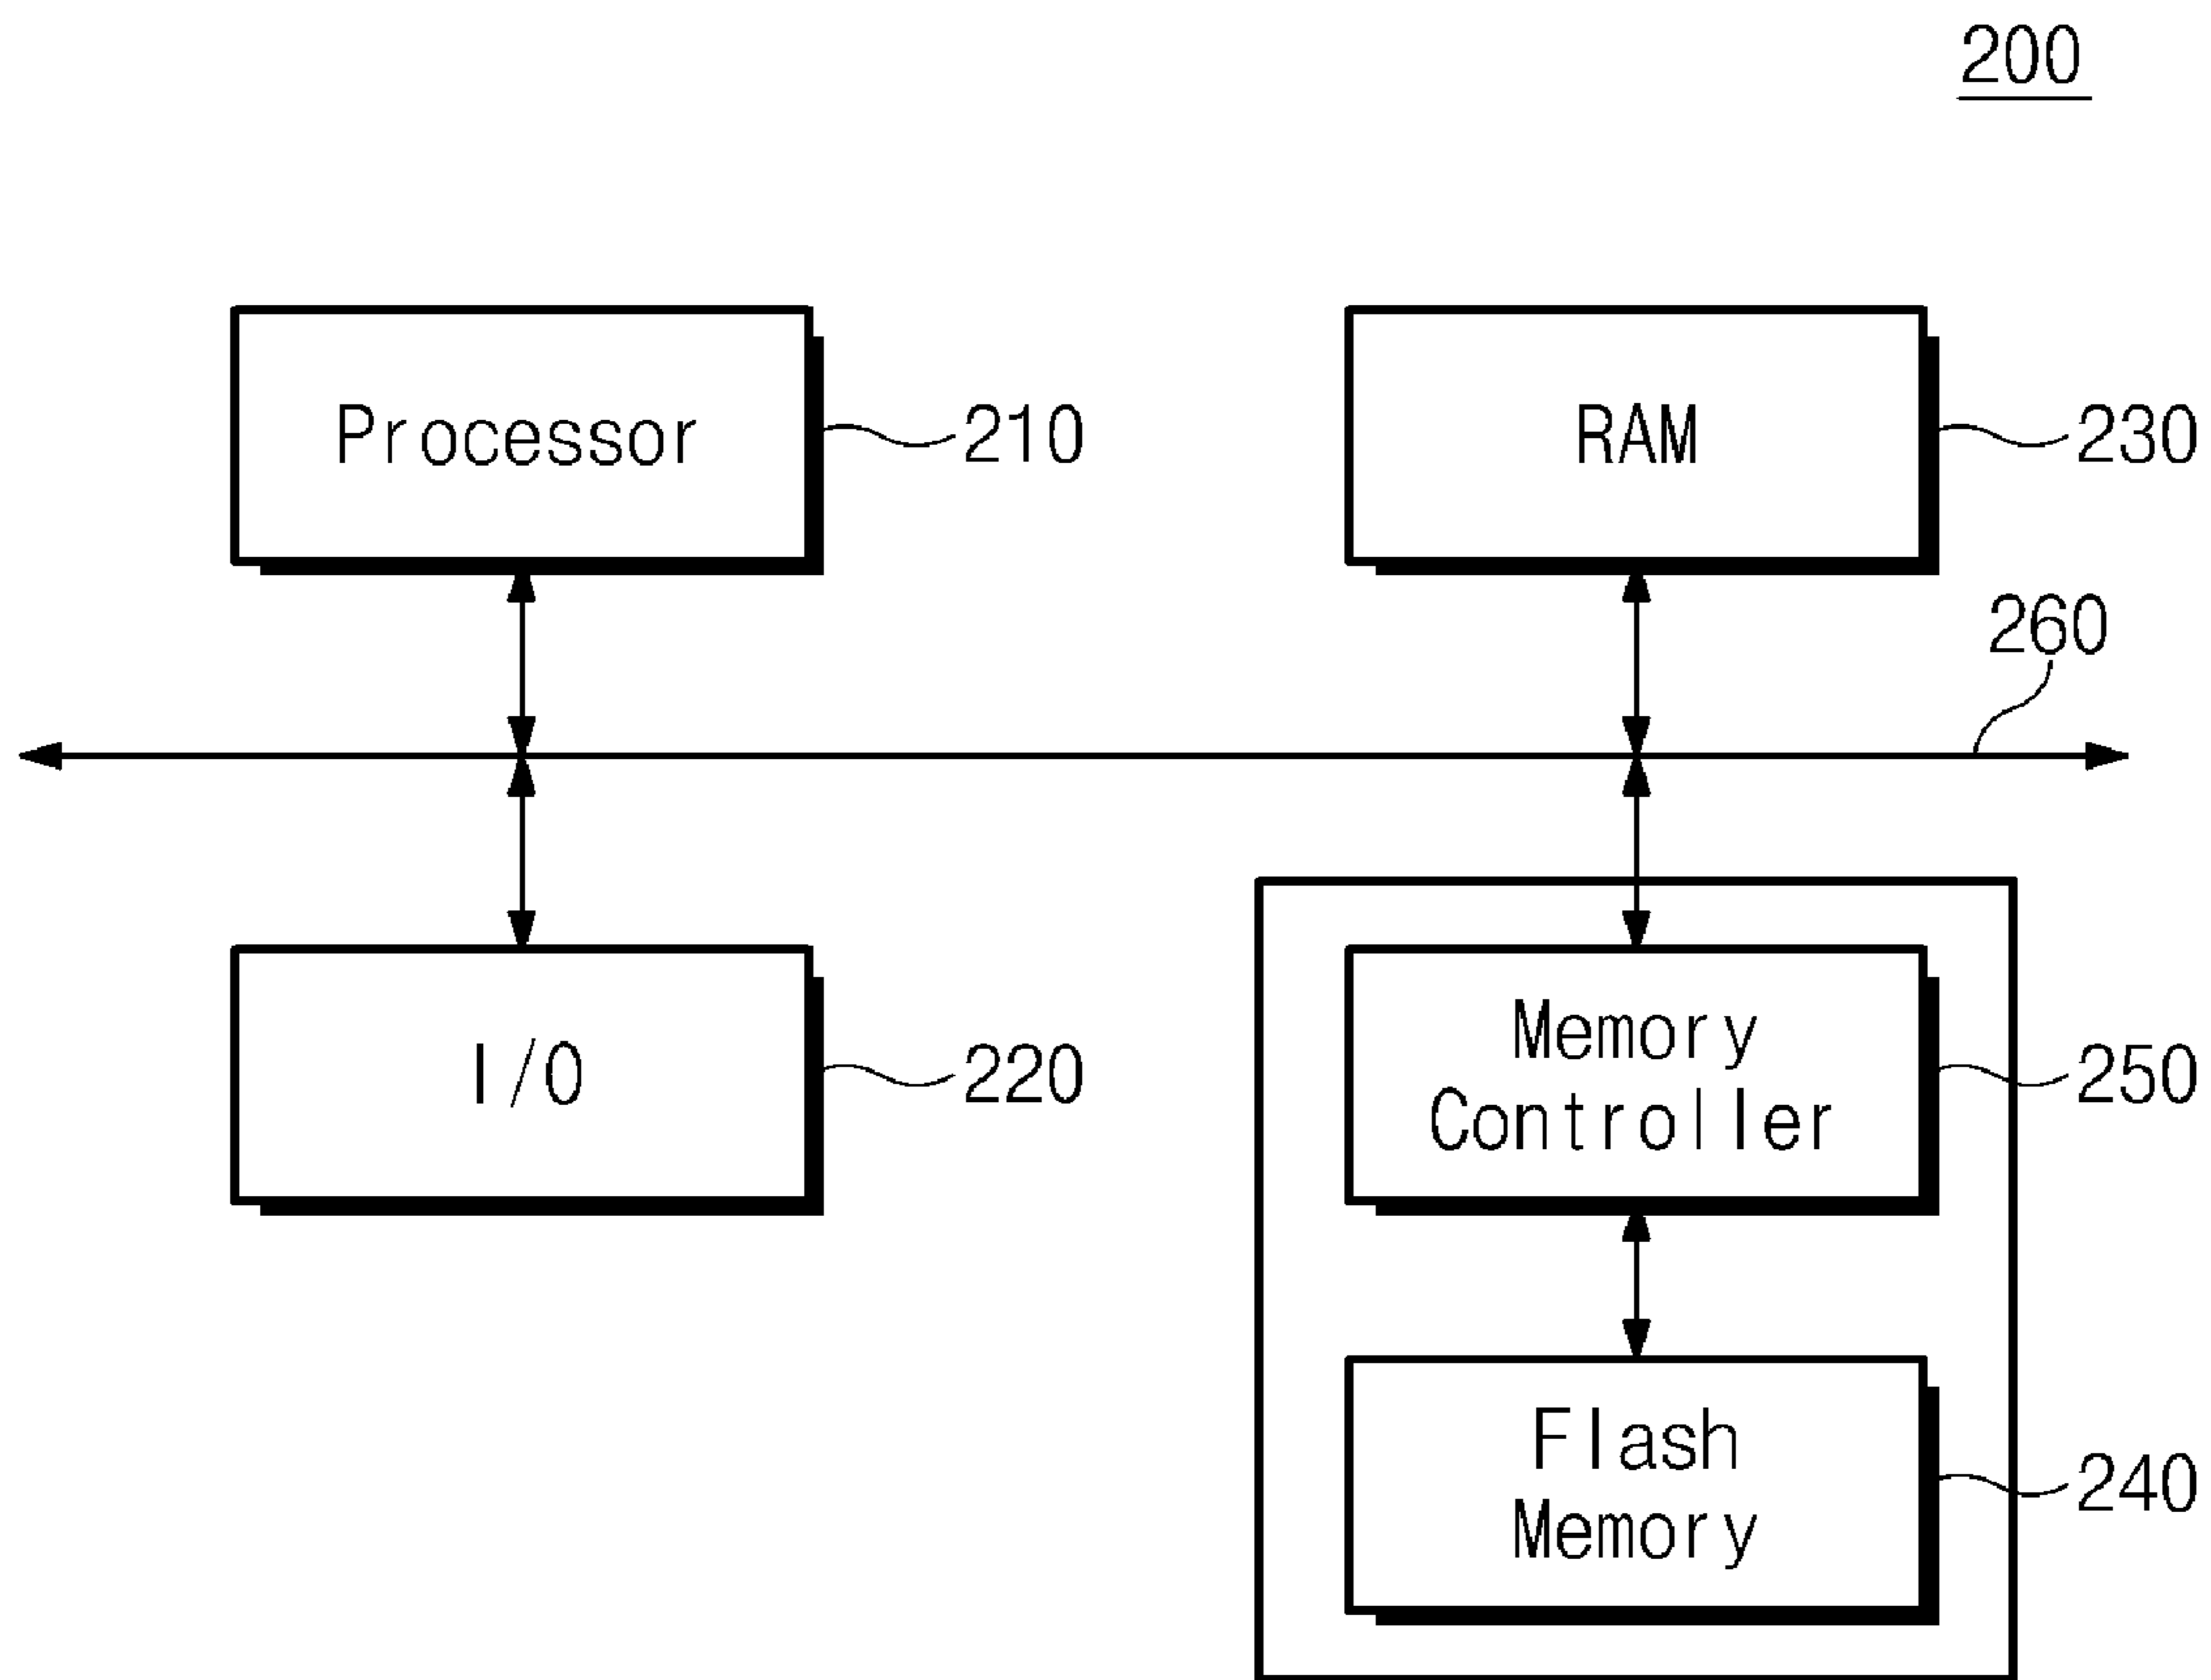 200
Processor
210
RAM
230
260
I/O
220
Memory
Controller
250
Flash
Memory
240